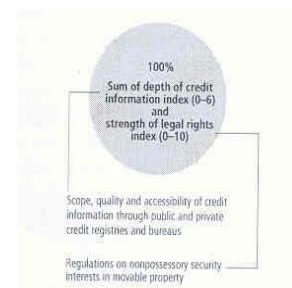 100%
Sum of depth of credit
information index (0–6)
and
strength of legal rights
index (0–10)
Scope, quality and accessibility of credit
information through public and private
credit registries and bureaus
Regulations on nonpossessory security
interests in movable property